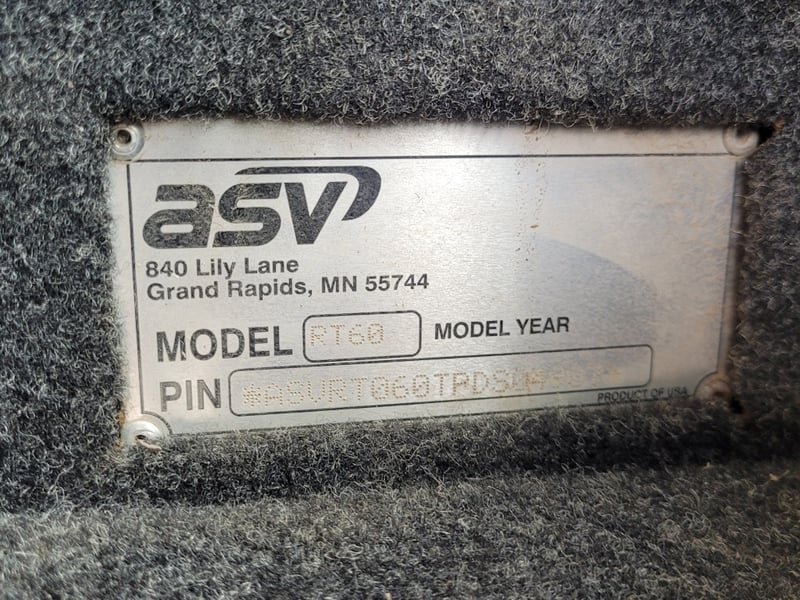 asv
840 Lily Lane
Grand Rapids, MN 55744
MODEL RT60 MODEL YEAR
PIN
PRODUCT OF USA